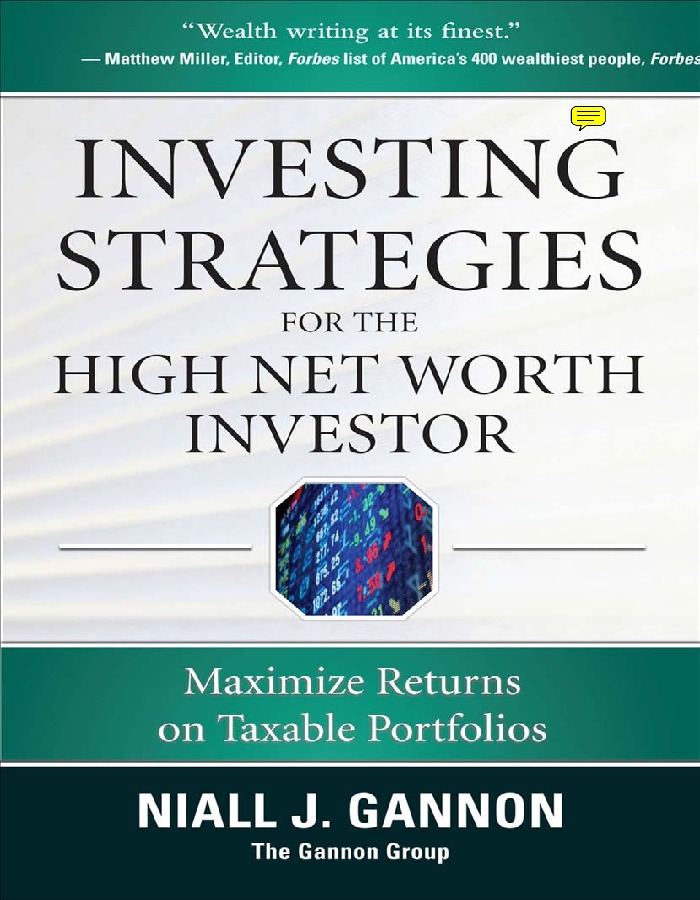 “Wealth writing at its finest.”
— Matthew Miller, Editor, Forbes list of America's 400 wealthiest people, Forbes
INVESTING
STRATEGIES
FOR THE
HIGH NET WORTH
INVESTOR
Maximize Returns
on Taxable Portfolios
NIALL J. GANNON
The Gannon Group